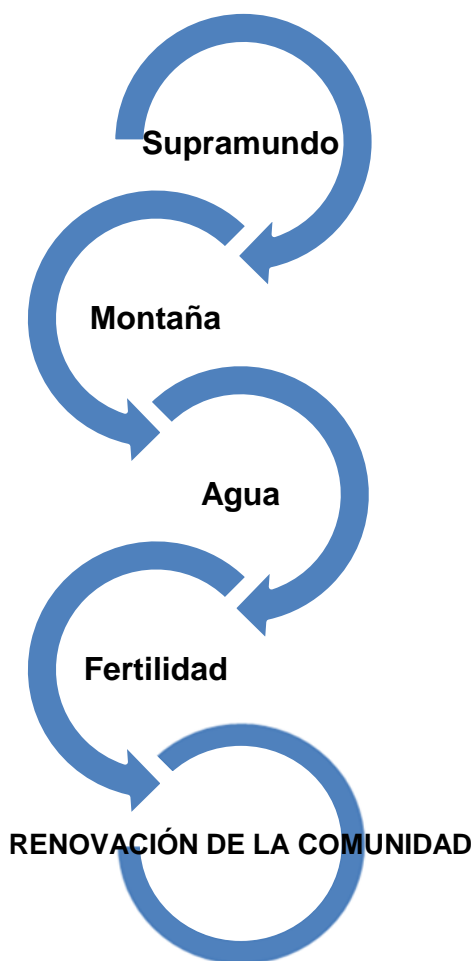 Supramundo
Montaña
Agua
Fertilidad
RENOVACIÓN DE LA COMUNIDAD